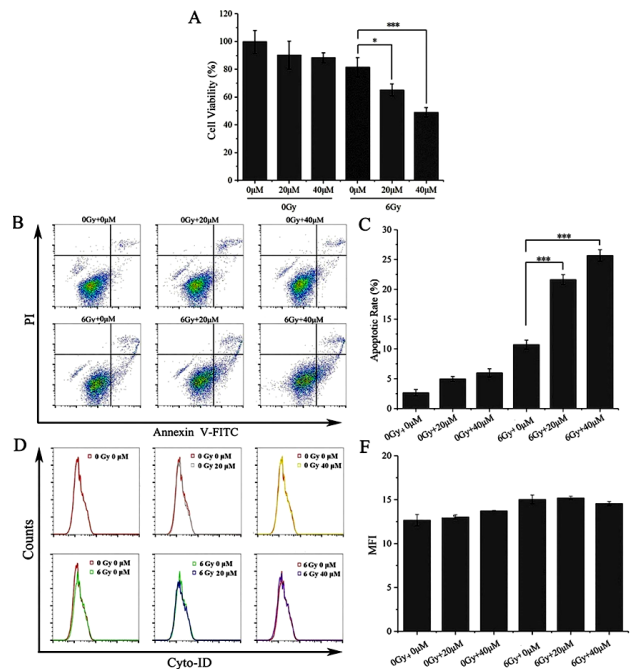 A
***
*
120
100
80
60
40
20
0
Cell Viability (%)
0μM 20μM 40μM 0μM 20μM 40μM
0Gy 6Gy
B
0Gy+0μM 0Gy+20μM 0Gy+40μM
6Gy+0μM 6Gy+20μM 6Gy+40μM
PI
Annexin V-FITC
C
***
***
30
25
20
15
10
5
0
Apoptotic Rate (%)
0Gy+0μM 0Gy+20μM 0Gy+40μM 6Gy+0μM 6Gy+20μM 6Gy+40μM
D
0 Gy 0 μM 0 Gy 0 μM 0 Gy 0 μM
0 Gy 0 μM 0 Gy 20 μM 0 Gy 40 μM
0 Gy 0 μM 6 Gy 0 μM 6 Gy 0 μM
6 Gy 0 μM 6 Gy 20 μM 6 Gy 40 μM
Counts
Cyto-ID
F
25
20
15
10
5
0
MFI
0Gy+0μM 0Gy+20μM 0Gy+40μM 6Gy+0μM 6Gy+20μM 6Gy+40μM